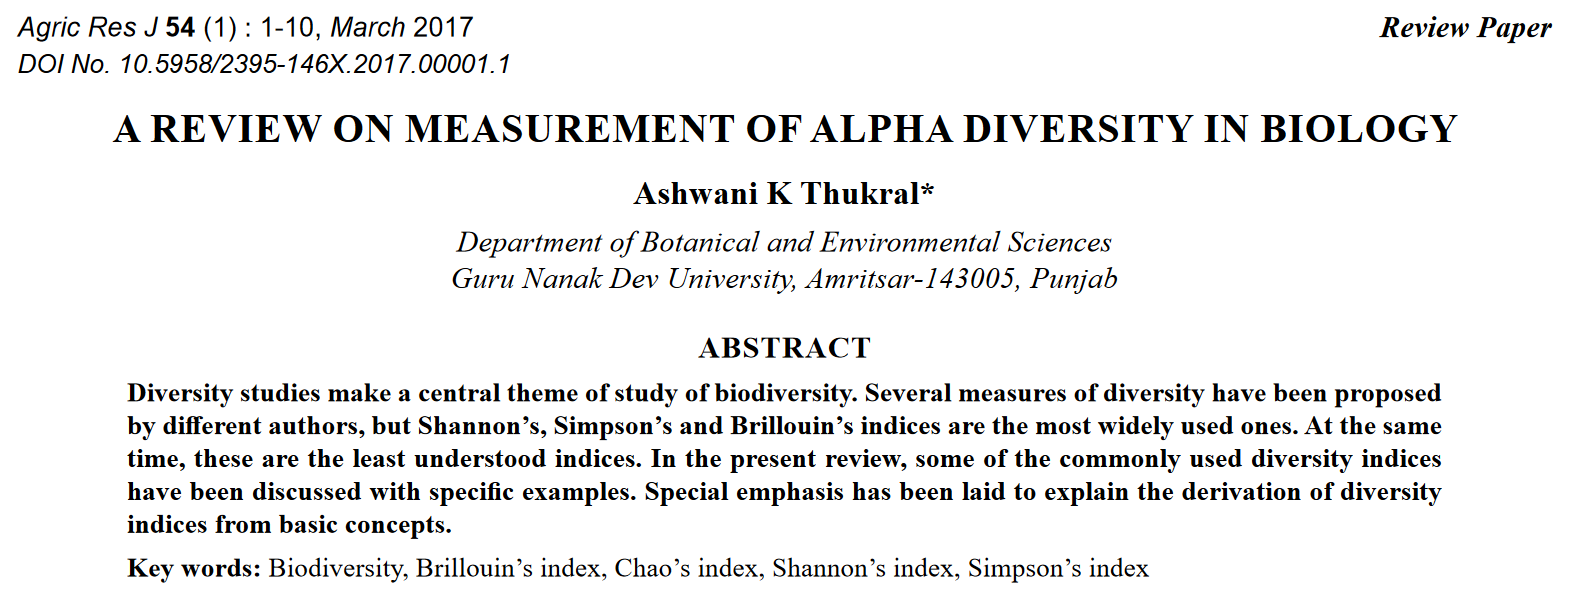 Agric Res J 54 (1) : 1-10, March 2017
Review Paper
DOI No. 10.5958/2395-146X.2017.00001.1
A REVIEW ON MEASUREMENT OF ALPHA DIVERSITY IN BIOLOGY
Ashwani K Thukral*
Department of Botanical and Environmental Sciences
Guru Nanak Dev University, Amritsar-143005, Punjab
ABSTRACT
Diversity studies make a central theme of study of biodiversity. Several measures of diversity have been proposed
by different authors, but Shannon’s, Simpson’s and Brillouin’s indices are the most widely used ones. At the same
time, these are the least understood indices. In the present review, some of the commonly used diversity indices
have been discussed with specific examples. Special emphasis has been laid to explain the derivation of diversity
indices from basic concepts.
Key words: Biodiversity, Brillouin’s index, Chao’s index, Shannon’s index, Simpson’s index